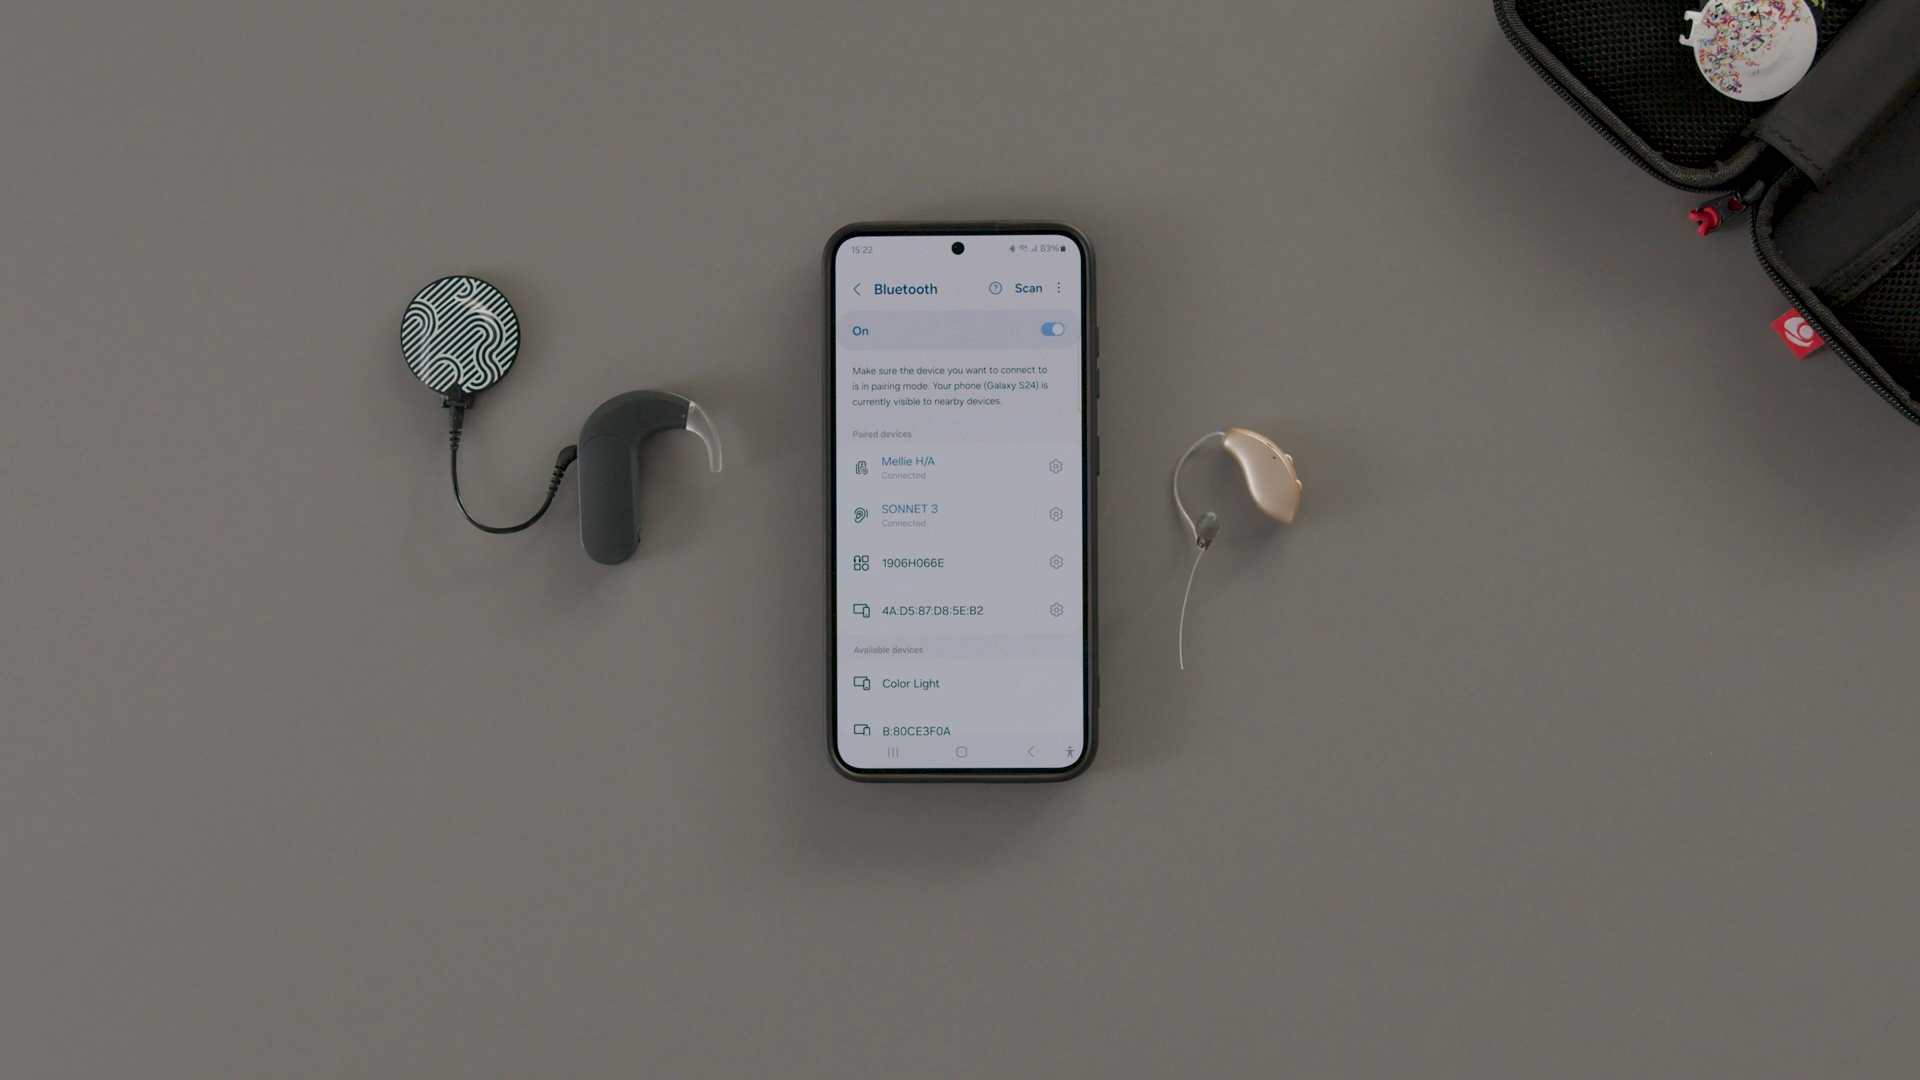 15:22
83%
Bluetooth
Scan
On
Make sure the device you want to connect to
is in pairing mode. Your phone (Galaxy S24) is
currently visible to nearby devices.
Paired devices
Mellie H/A
Connected
SONNET 3
Connected
1906H066E
4A:D5:87:D8:5E:B2
Available devices
Color Light
B:80CE3F0A